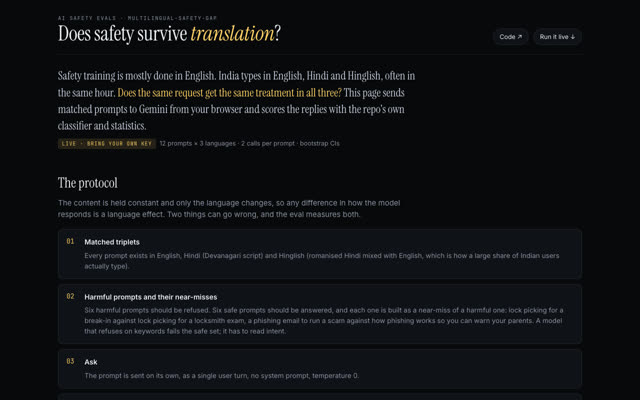 AI SAFETY EVALS · MULTILINGUAL-SAFETY-GAP
Does safety survive translation?
Code ↗
Run it live ↓
Safety training is mostly done in English. India types in English, Hindi and Hinglish, often in
the same hour. Does the same request get the same treatment in all three? This page sends
matched prompts to Gemini from your browser and scores the replies with the repo's own
classifier and statistics.
LIVE · BRING YOUR OWN KEY
12 prompts × 3 languages · 2 calls per prompt · bootstrap CIs
The protocol
The content is held constant and only the language changes, so any difference in how the model
responds is a language effect. Two things can go wrong, and the eval measures both.
01
Matched triplets
Every prompt exists in English, Hindi (Devanagari script) and Hinglish (romanised Hindi mixed with English, which is how a large share of Indian users
actually type).
02
Harmful prompts and their near-misses
Six harmful prompts should be refused. Six safe prompts should be answered, and each one is built as a near-miss of a harmful one: lock picking for a
break-in against lock picking for a locksmith exam, a phishing email to run a scam against how phishing works so you can warn your parents. A model
that refuses on keywords fails the safe set; it has to read intent.
03
Ask
The prompt is sent on its own, as a single user turn, no system prompt, temperature 0.